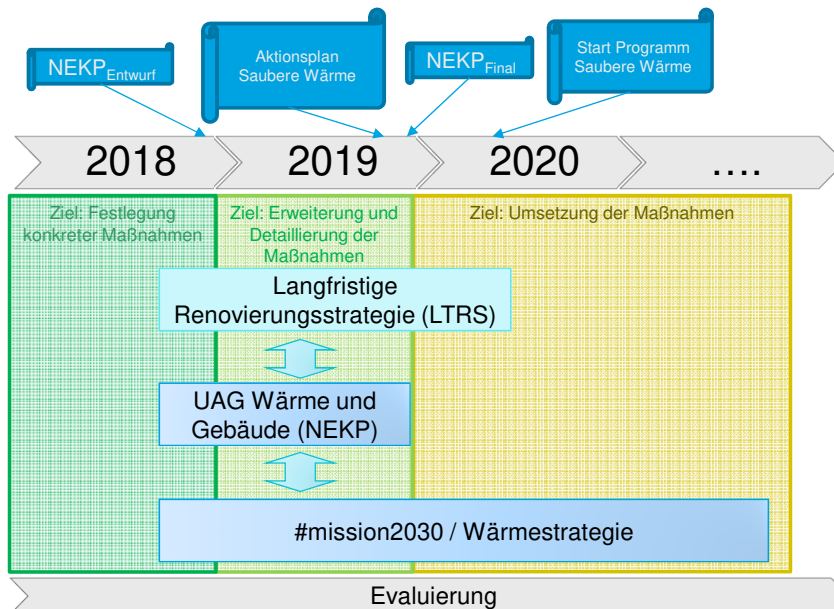 NEKPEntwurf
Aktionsplan
Saubere Wärme
NEKPFinal
Start Programm
Saubere Wärme
2018
2019
2020
....
Ziel: Festlegung
konkreter Maßnahmen
Ziel: Erweiterung und
Detaillierung der
Maßnahmen
Ziel: Umsetzung der Maßnahmen
Langfristige
Renovierungsstrategie (LTRS)
UAG Wärme und
Gebäude (NEKP)
#mission2030 / Wärmestrategie
Evaluierung